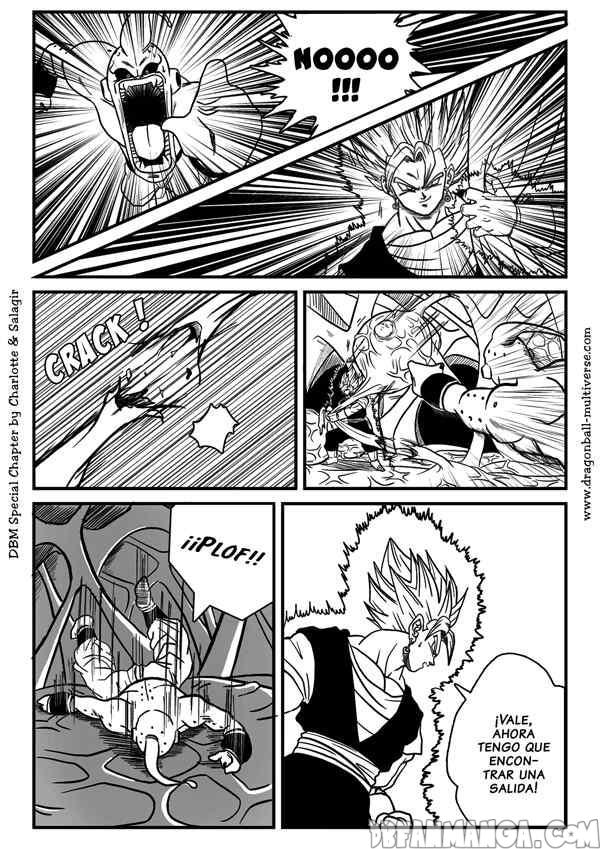 NOOOO
!!!
CRACK!
¡¡PLOF!!
¡VALE,
AHORA
TENGO QUE
ENCON-
TRAR UNA
SALIDA!
DBM Special Chapter by Charlotte & Salagir
www.dragonball-multiverse.com
DBFANMANGA.COM